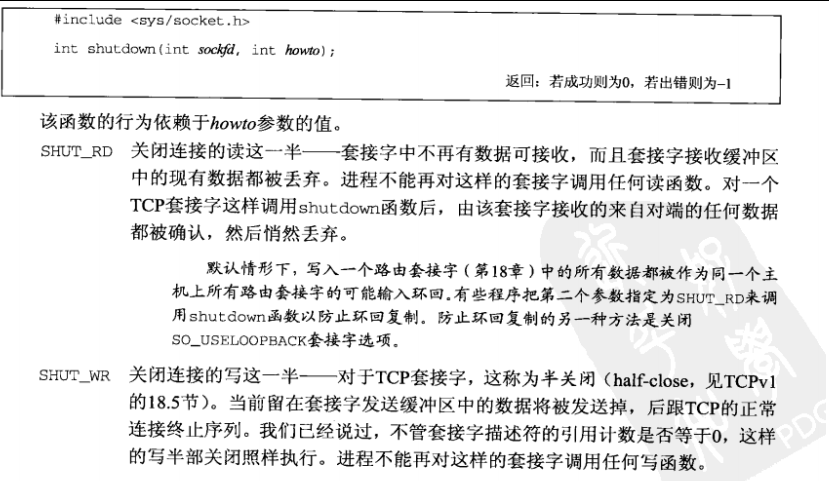 #include <sys/socket.h>
int shutdown(int sockfd, int howto);
返回：若成功则为0，若出错则为-1
该函数的行为依赖于howto参数的值。
SHUT_RD 关闭连接的读这一半——套接字中不再有数据可接收，而且套接字接收缓冲区
中的现有数据都被丢弃。进程不能再对这样的套接字调用任何读函数。对一个
TCP套接字这样调用shutdown函数后，由该套接字接收的来自对端的任何数据
都被确认，然后悄然丢弃。
默认情形下，写入一个路由套接字（第18章）中的所有数据都被作为同一个主
机上所有路由套接字的可能输入环回。有些程序把第二个参数指定为SHUT_RD来调
用shutdown函数以防止环回复制。防止环回复制的另一种方法是关闭
SO_USELOOPBACK套接字选项。
SHUT_WR 关闭连接的写这一半——对于TCP套接字，这称为半关闭（half-close，见TCPv1
的18.5节）。当前留在套接字发送缓冲区中的数据将被发送掉，后跟TCP的正常
连接终止序列。我们已经说过，不管套接字描述符的引用计数是否等于0，这样
的写半部关闭照样执行。进程不能再对这样的套接字调用任何写函数。
PDG